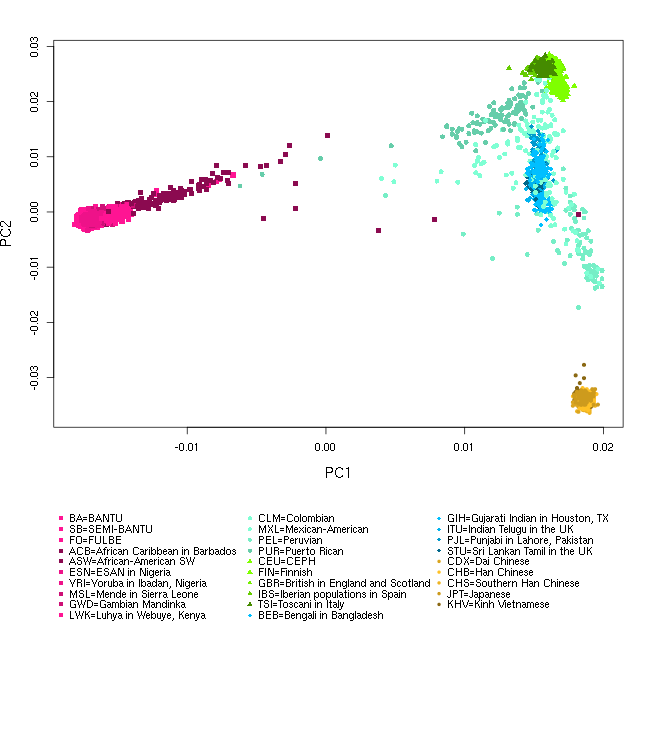 0.03
0.02
0.01
0.00
-0.01
-0.02
-0.03
PC2
-0.01
0.00
0.01
0.02
PC1
BA=BANTU
SB=SEMI-BANTU
FO=FULBE
ACB=African Caribbean in Barbados
ASW=African-American SW
ESN=ESAN in Nigeria
YRI=Yoruba in Ibadan, Nigeria
MSL=Mende in Sierra Leone
GWD=Gambian Mandinka
LWK=Luhya in Webuye, Kenya
CLM=Colombian
MXL=Mexican-American
PEL=Peruvian
PUR=Puerto Rican
CEU=CEPH
FIN=Finnish
GBR=British in England and Scotland
IBS=Iberian populations in Spain
TSI=Toscani in Italy
BEB=Bengali in Bangladesh
GIH=Gujarati Indian in Houston, TX
ITU=Indian Telugu in the UK
PJL=Punjabi in Lahore, Pakistan
STU=Sri Lankan Tamil in the UK
CDX=Dai Chinese
CHB=Han Chinese
CHS=Southern Han Chinese
JPT=Japanese
KHV=Kinh Vietnamese